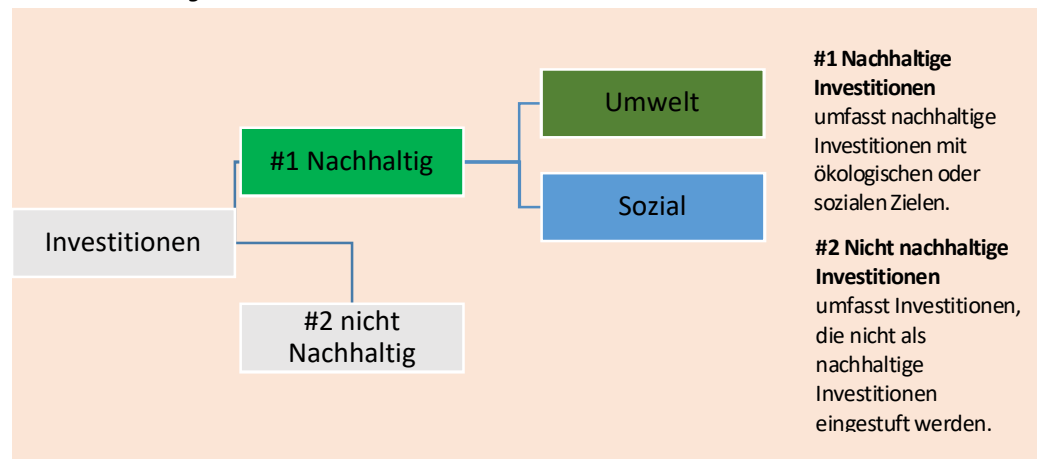 Umwelt
#1 Nachhaltig
Sozial
Investitionen
#2 nicht
Nachhaltig
#1 Nachhaltige
Investitionen
umfasst nachhaltige
Investitionen mit
ökologischen oder
sozialen Zielen.
#2 Nicht nachhaltige
Investitionen
umfasst Investitionen,
die nicht als
nachhaltige
Investitionen
eingestuft werden.